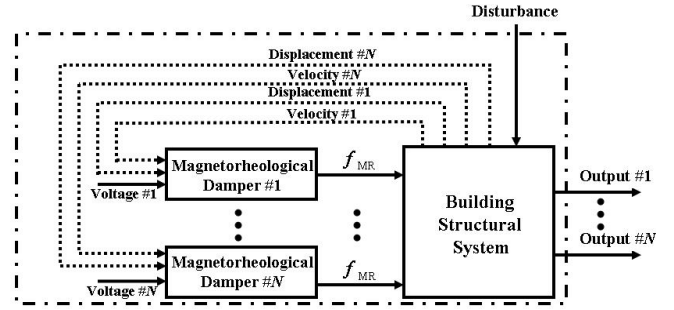 Disturbance
Displacement #N
Velocity #N
Displacement #1
Velocity #1
Magnetorheological
Damper #1
Voltage #1
f MR
Building
Structural
System
Output #1
Output #N
Magnetorheological
Damper #N
Voltage #N
f MR